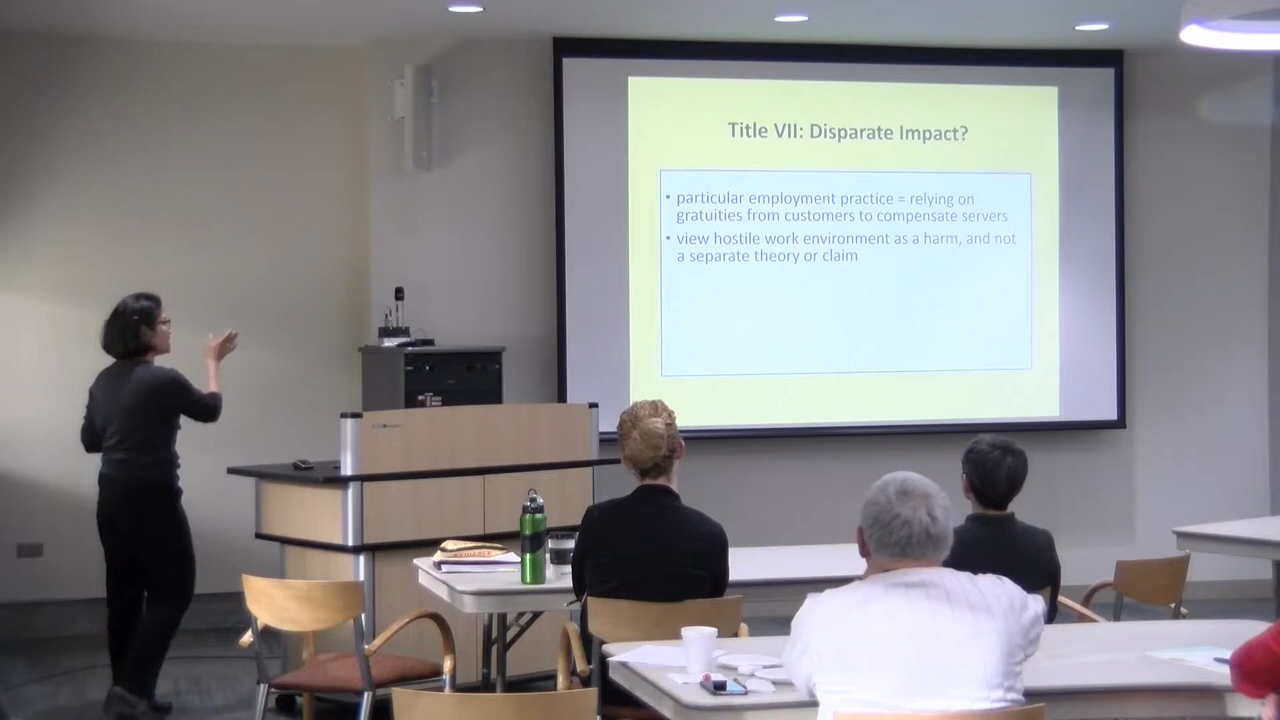 Title VII: Disparate Impact?
• particular employment practice = relying on
gratuities from customers to compensate servers
• view hostile work environment as a harm, and not
a separate theory or claim